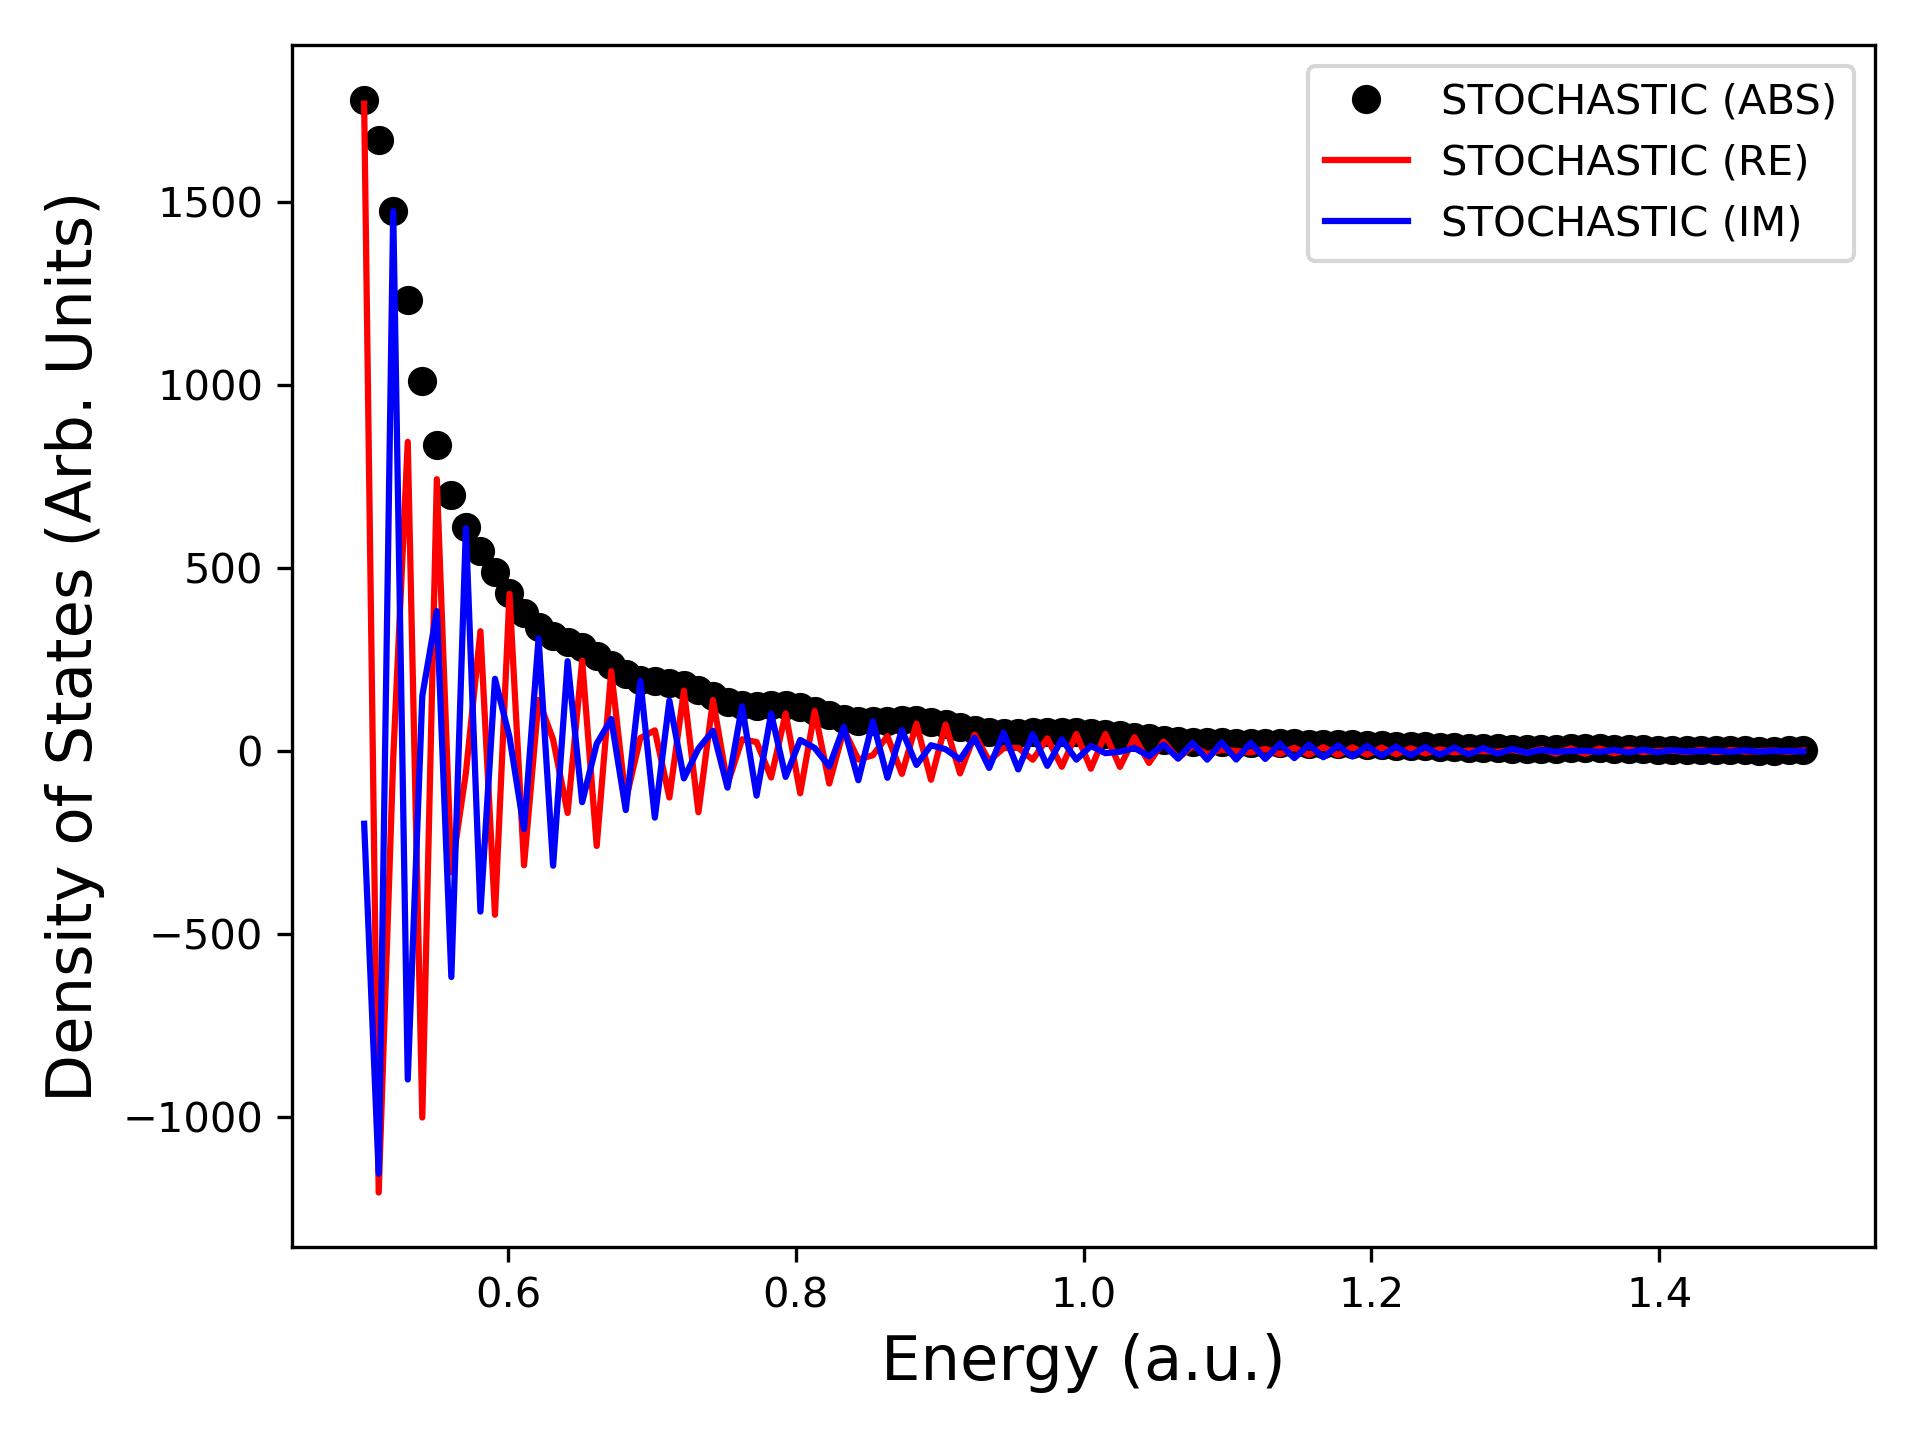 STOCHASTIC (ABS)
STOCHASTIC (RE)
STOCHASTIC (IM)
Density of States (Arb. Units)
1500
1000
500
0
−500
−1000
0.6 0.8 1.0 1.2 1.4
Energy (a.u.)